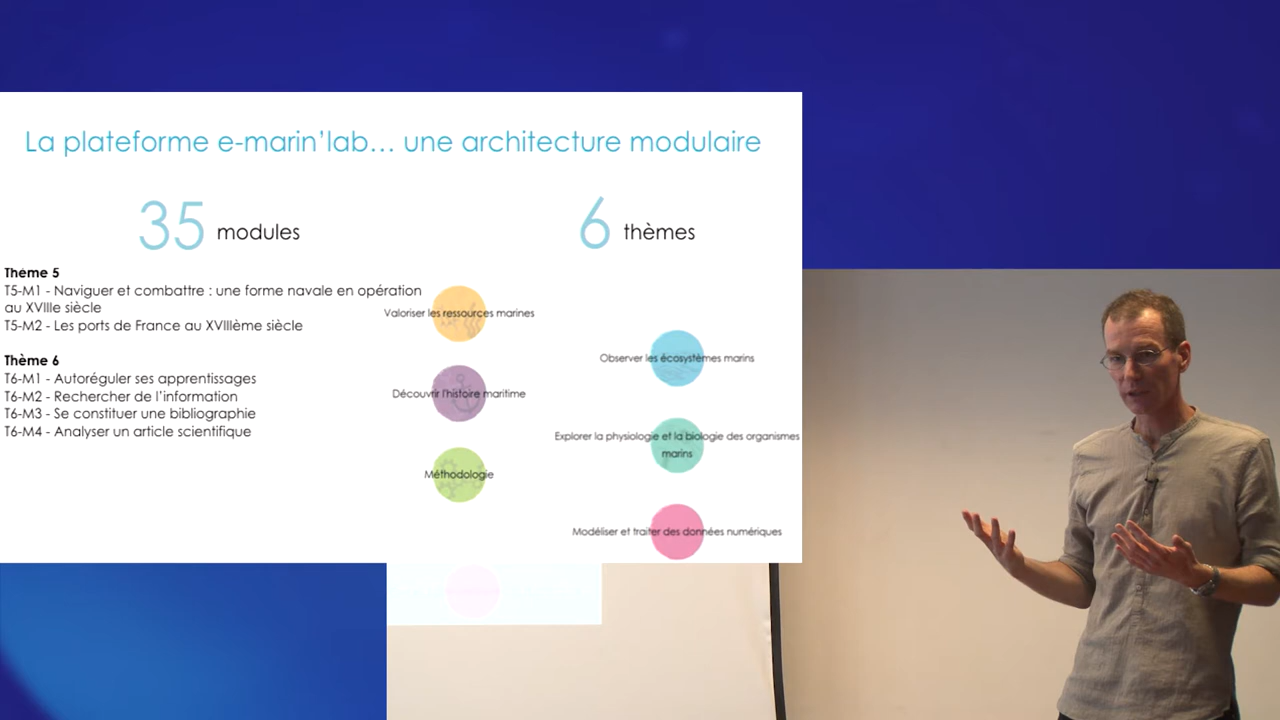 La plateforme e-marin'lab... une architecture modulaire
35 modules
6 thèmes
Thème 5
T5-M1 - Naviguer et combattre : une forme navale en opération
au XVIIIe siècle
T5-M2 - Les ports de France au XVIIIème siècle
Thème 6
T6-M1 - Autoréguler ses apprentissages
T6-M2 - Rechercher de l'information
T6-M3 - Se constituer une bibliographie
T6-M4 - Analyser un article scientifique
Valoriser les ressources marines
Découvrir l'histoire maritime
Méthodologie
Observer les écosystèmes marins
Explorer la physiologie et la biologie des organismes
marins
Modéliser et traiter des données numériques